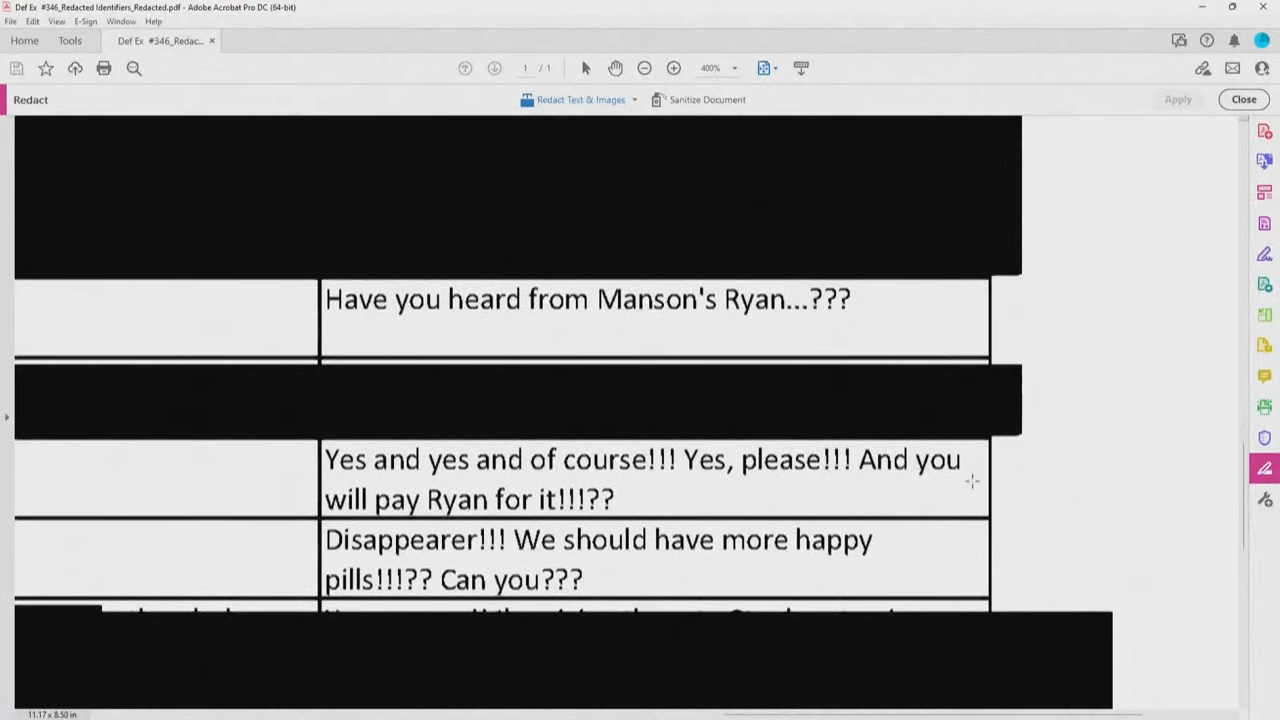 Def Ex #346_Redacted Identifiers_Redacted.pdf - Adobe Acrobat Pro DC (64-bit)
File Edit View E-Sign Window Help
Home Tools Def Ex #346_Redac... ×
1 / 1 400%
Redact Redact Text & Images Sanitize Document Apply Close
Have you heard from Manson's Ryan...???
Yes and yes and of course!!! Yes, please!!! And you
will pay Ryan for it!!!??
Disappearer!!! We should have more happy
pills!!!?? Can you???
11.17 x 8.50 in